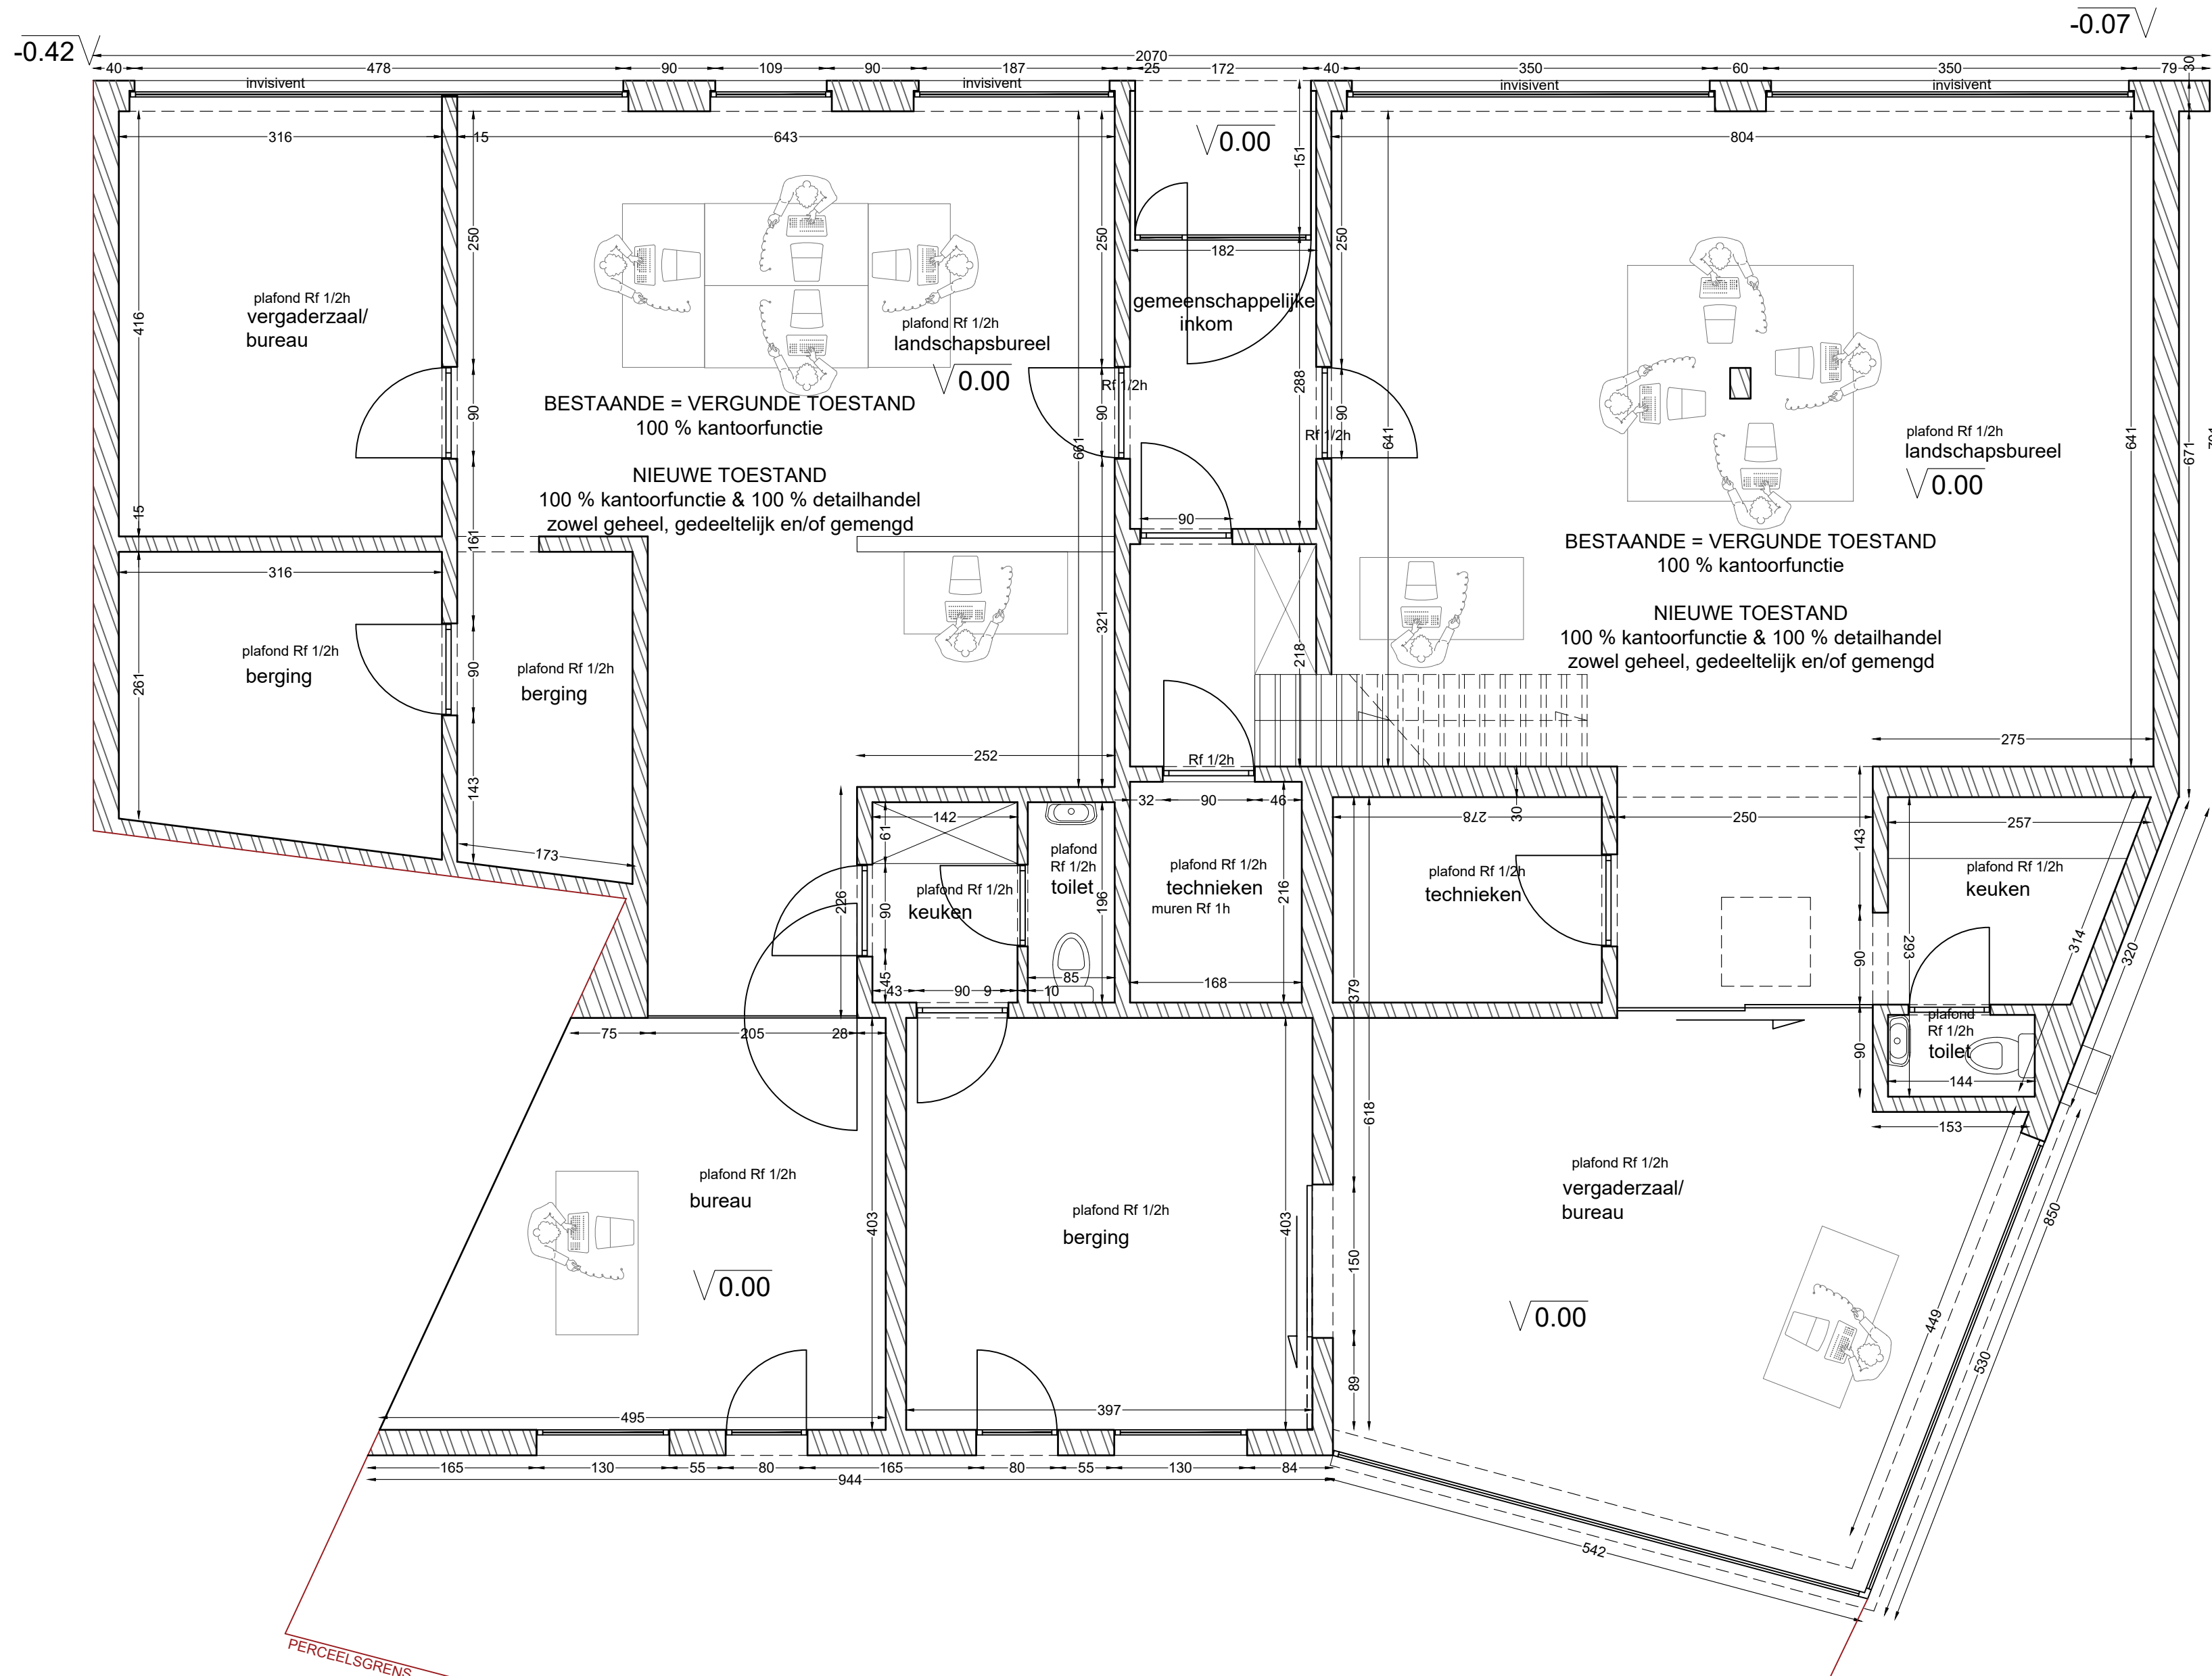 -0.42
-0.07
2070
40
478
90
109
90
187
25
172
40
350
60
350
79
30
invisivent
invisivent
invisivent
invisivent
316
15
643
0.00
151
804
250
250
182
250
416
plafond Rf 1/2h
vergaderzaal/
bureau
plafond Rf 1/2h
landschapsbureel
0.00
gemeenschappelijke
inkom
288
Rf 1/2h
90
90
661
90
Rf 1/2h
641
641
671
BESTAANDE = VERGUNDE TOESTAND
100 % kantoorfunctie
NIEUWE TOESTAND
100 % kantoorfunctie & 100 % detailhandel
zowel geheel, gedeeltelijk en/of gemengd
plafond Rf 1/2h
landschapsbureel
0.00
BESTAANDE = VERGUNDE TOESTAND
100 % kantoorfunctie
NIEUWE TOESTAND
100 % kantoorfunctie & 100 % detailhandel
zowel geheel, gedeeltelijk en/of gemengd
15
161
90
316
261
plafond Rf 1/2h
berging
90
plafond Rf 1/2h
berging
321
218
143
173
252
Rf 1/2h
275
32
90
46
142
61
plafond Rf 1/2h
keuken
226
90
45
43
90
9
10
plafond
Rf 1/2h
toilet
196
85
plafond Rf 1/2h
technieken
muren Rf 1h
216
168
278
30
plafond Rf 1/2h
technieken
250
143
257
plafond Rf 1/2h
keuken
293
90
314
320
379
75
205
28
90
plafond
Rf 1/2h
toilet
144
153
618
plafond Rf 1/2h
bureau
0.00
403
plafond Rf 1/2h
berging
403
150
89
plafond Rf 1/2h
vergaderzaal/
bureau
0.00
449
530
850
495
397
165
130
55
80
165
80
55
130
84
944
542
PERCEELSGRENS